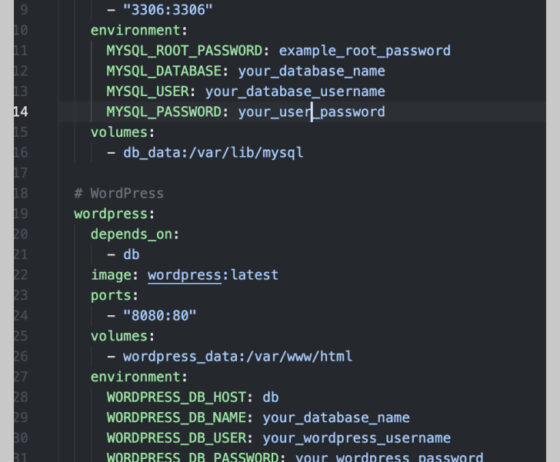 9 - "3306:3306"
10 environment:
11 MYSQL_ROOT_PASSWORD: example_root_password
12 MYSQL_DATABASE: your_database_name
13 MYSQL_USER: your_database_username
14 MYSQL_PASSWORD: your_user_password
15 volumes:
16 - db_data:/var/lib/mysql
17
18 # WordPress
19 wordpress:
20 depends_on:
21 - db
22 image: wordpress:latest
23 ports:
24 - "8080:80"
25 volumes:
26 - wordpress_data:/var/www/html
27 environment:
28 WORDPRESS_DB_HOST: db
29 WORDPRESS_DB_NAME: your_database_name
30 WORDPRESS_DB_USER: your_wordpress_username
31 WORDPRESS_DB_PASSWORD: your_wordpress_password